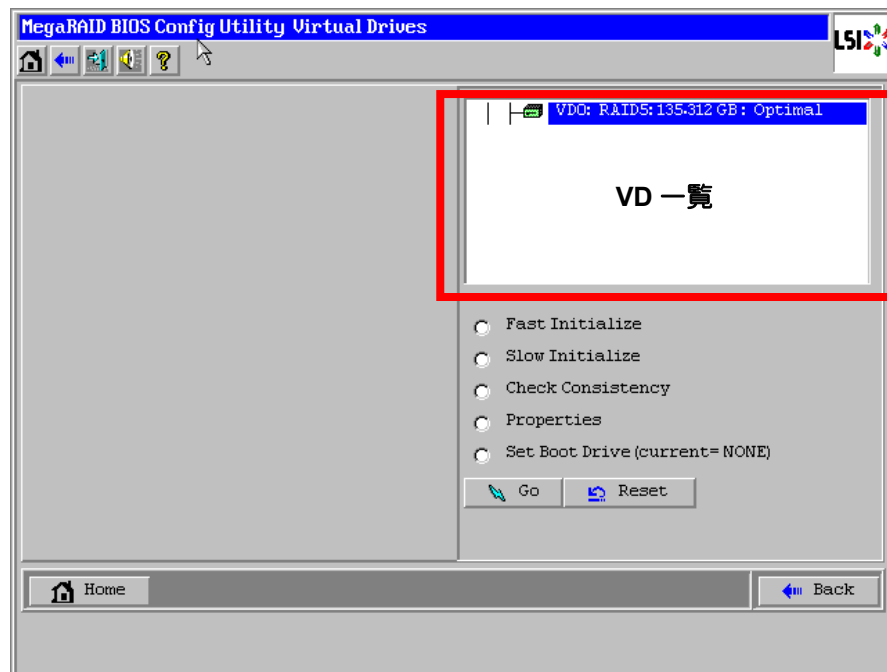 MegaRAID BIOS Config Utility Virtual Drives
LSI
VD0: RAID5:135.312 GB: Optimal
VD 一覧
Fast Initialize
Slow Initialize
Check Consistency
Properties
Set Boot Drive (current= NONE)
Go
Reset
Home
Back